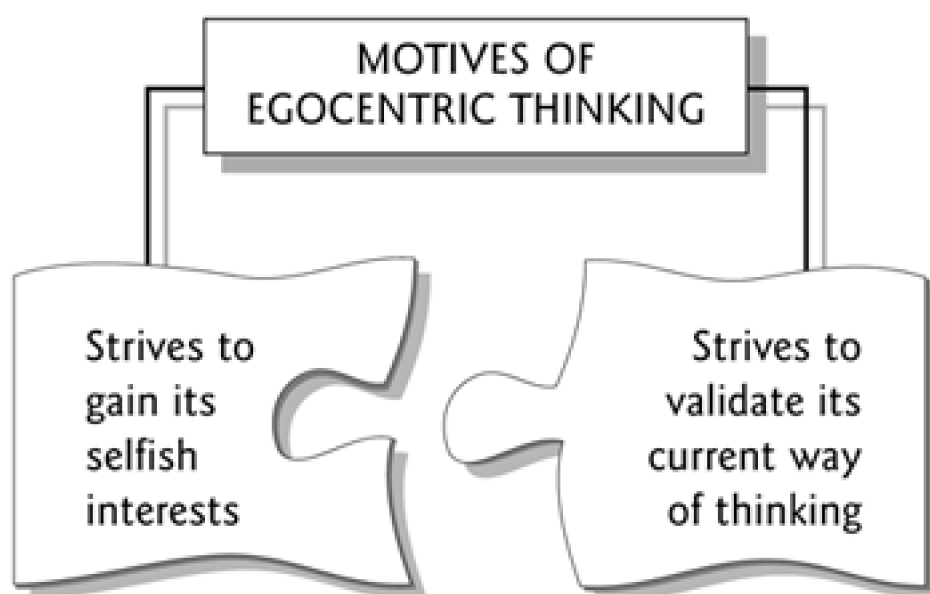 MOTIVES OF
EGOCENTRIC THINKING
Strives to
gain its
selfish
interests
Strives to
validate its
current way
of thinking